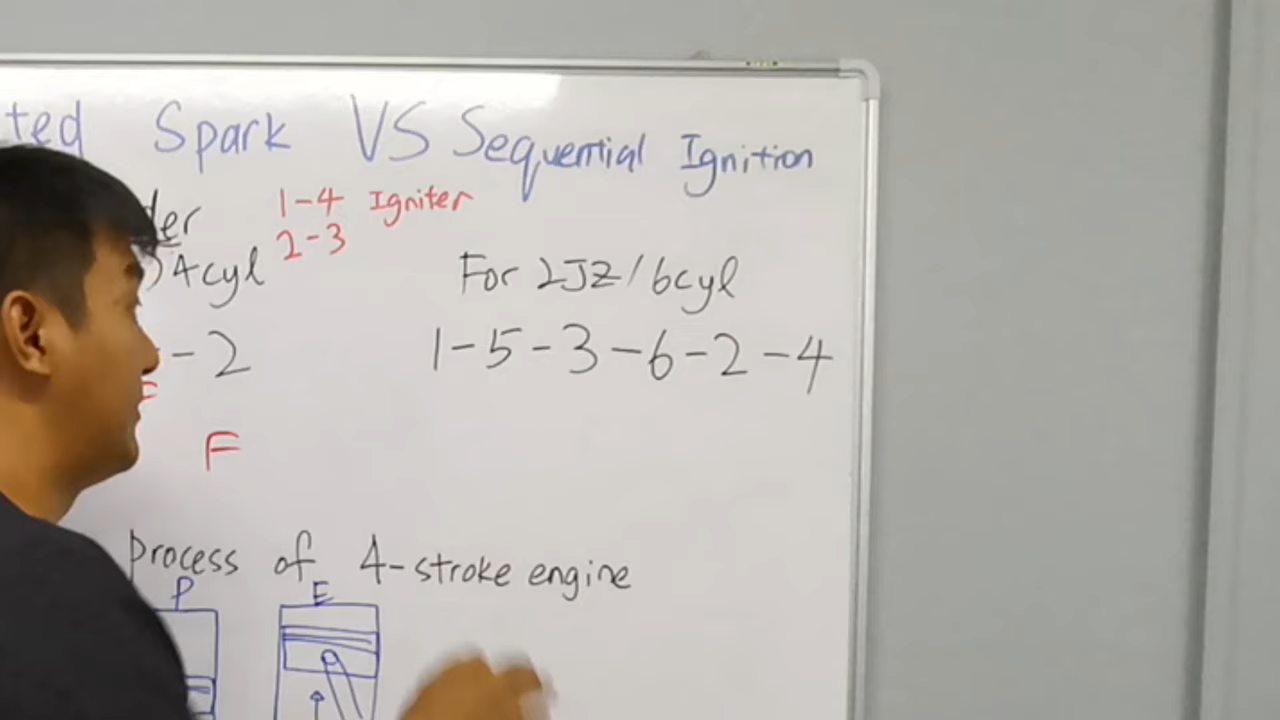 ted Spark VS Sequential Ignition
der 1-4 Igniter
4cyl 2-3
For 2JZ/6cyl
-2
1-5-3-6-2-4
F
F
Process of 4-stroke engine
P E